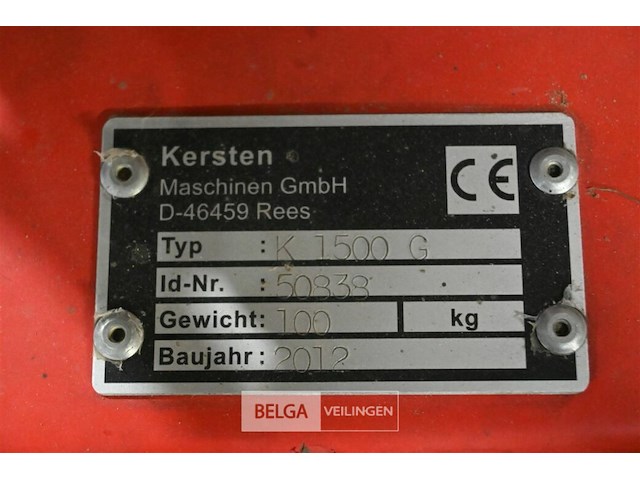 Kersten
Maschinen GmbH
D-46459 Rees
CE
Typ : K 1500 G
Id-Nr. : 50838
Gewicht: 100 kg
Baujahr : 2012
BELGA VEILINGEN